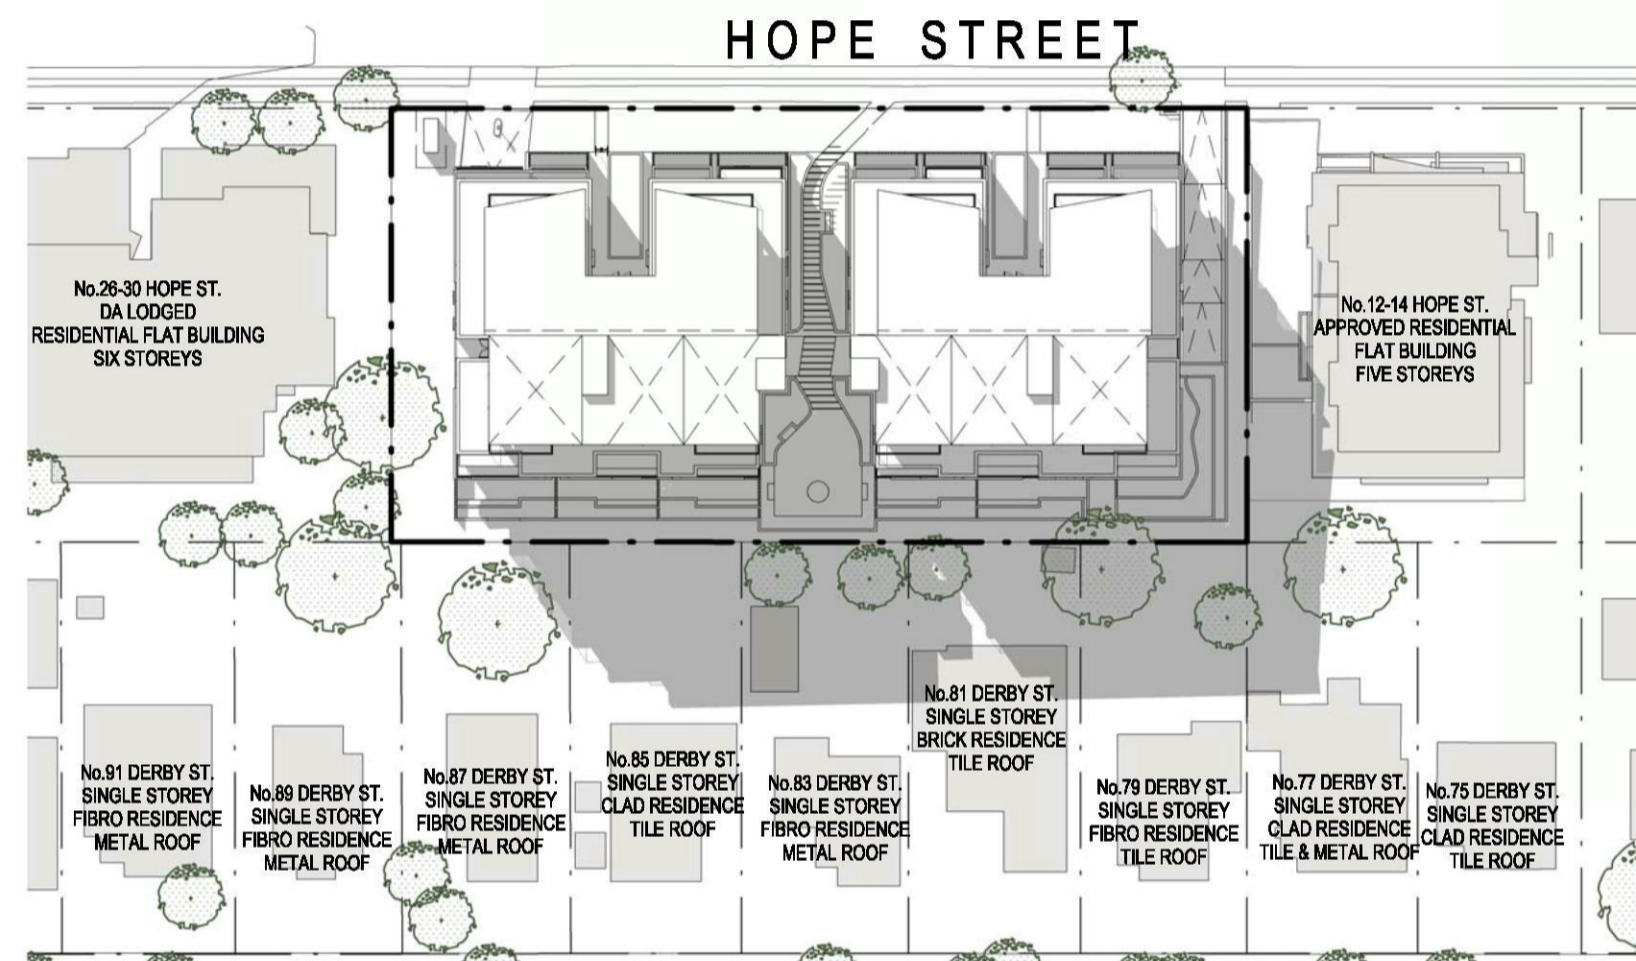 HOPE STREET
No.26-30 HOPE ST.
DA LODGED
RESIDENTIAL FLAT BUILDING
SIX STOREYS
No.12-14 HOPE ST.
APPROVED RESIDENTIAL
FLAT BUILDING
FIVE STOREYS
No.91 DERBY ST.
SINGLE STOREY
FIBRO RESIDENCE
METAL ROOF
No.89 DERBY ST.
SINGLE STOREY
FIBRO RESIDENCE
METAL ROOF
No.87 DERBY ST.
SINGLE STOREY
FIBRO RESIDENCE
METAL ROOF
No.85 DERBY ST.
SINGLE STOREY
CLAD RESIDENCE
TILE ROOF
No.83 DERBY ST.
SINGLE STOREY
FIBRO RESIDENCE
METAL ROOF
No.81 DERBY ST.
SINGLE STOREY
BRICK RESIDENCE
TILE ROOF
No.79 DERBY ST.
SINGLE STOREY
FIBRO RESIDENCE
TILE ROOF
No.77 DERBY ST.
SINGLE STOREY
CLAD RESIDENCE
TILE & METAL ROOF
No.75 DERBY ST.
SINGLE STOREY
CLAD RESIDENCE
TILE ROOF